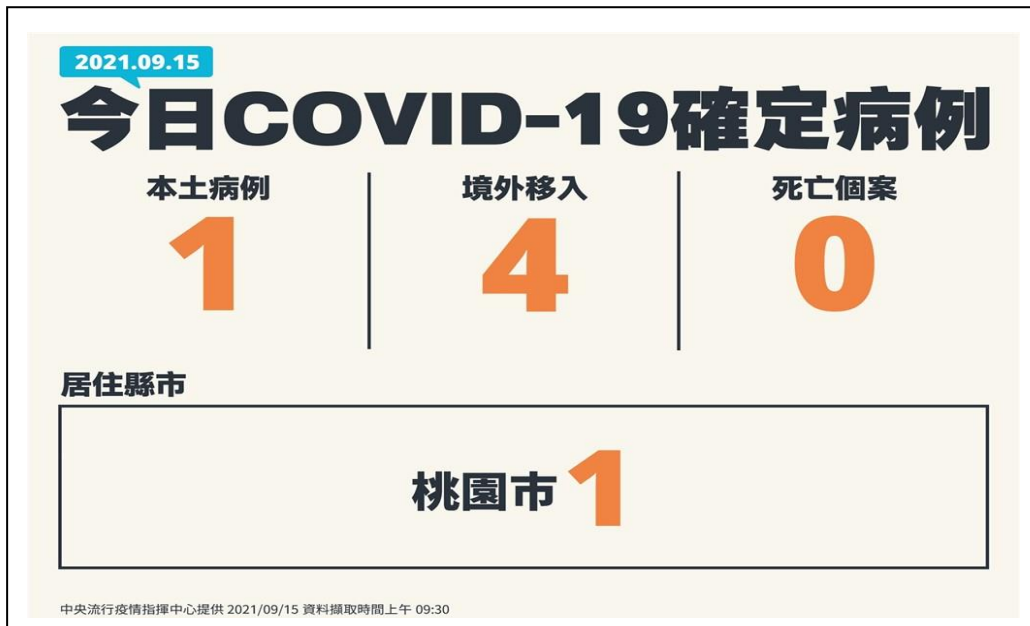 2021.09.15
今日COVID-19確定病例
本土病例 境外移入 死亡個案
1 4 0
居住縣市
桃園市 1
中央流行疫情指揮中心提供 2021/09/15 資料擷取時間上午 09:30